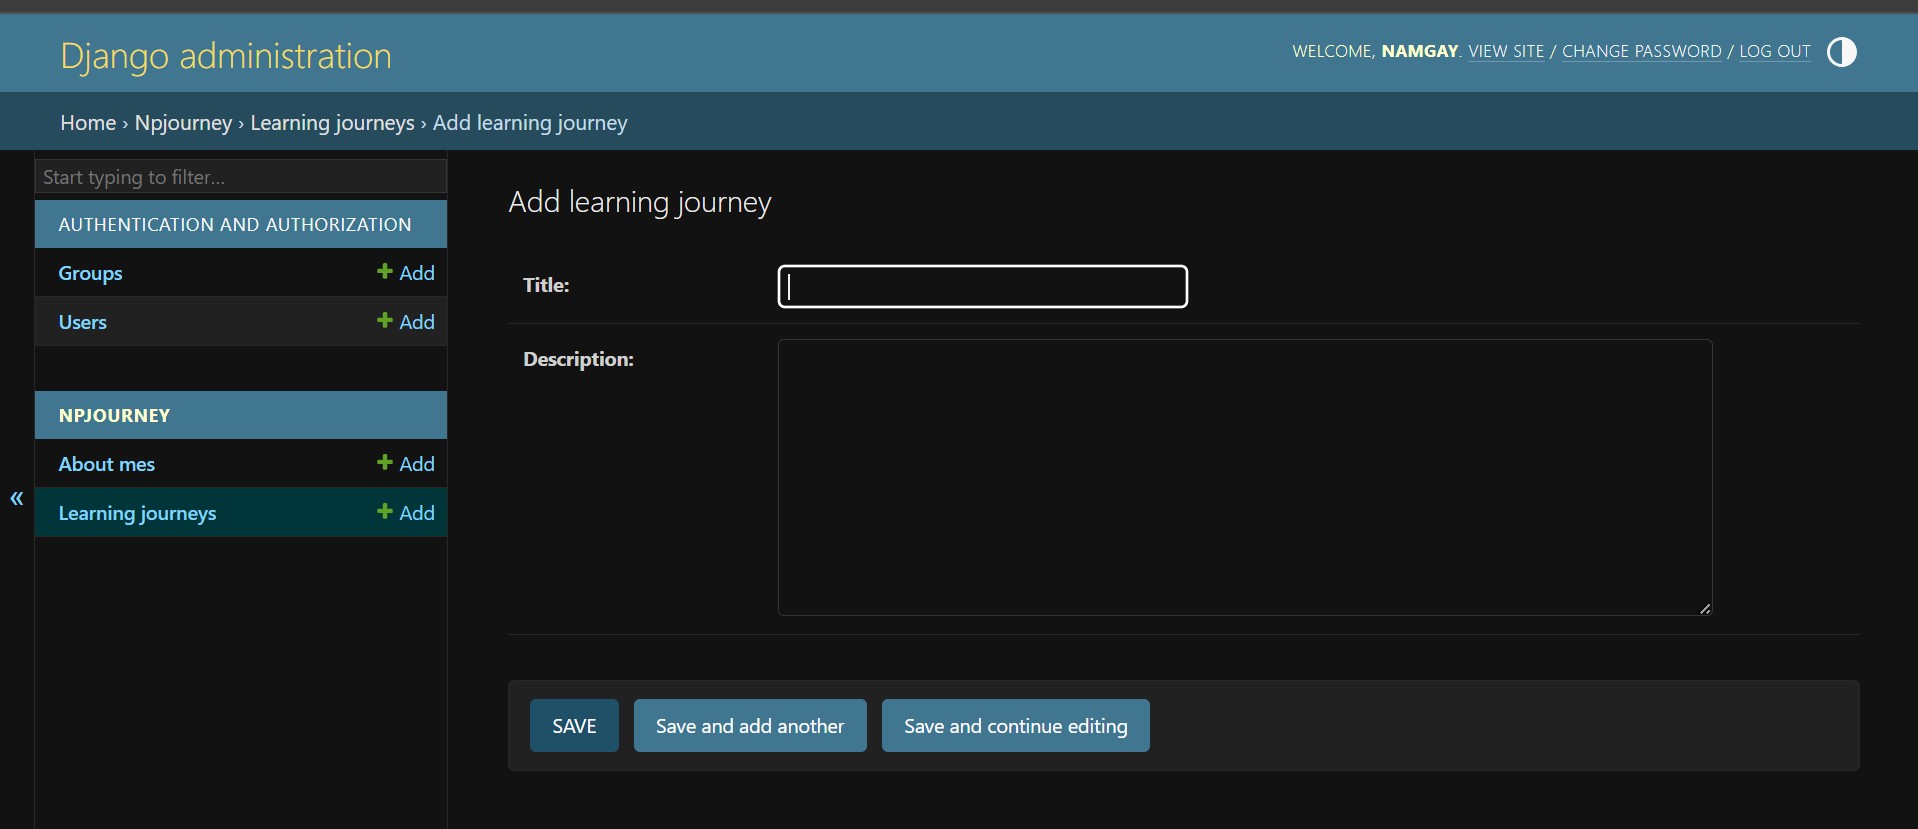 Django administration
WELCOME, NAMGAY. VIEW SITE / CHANGE PASSWORD / LOG OUT
Home › Npjourney › Learning journeys › Add learning journey
Start typing to filter...
AUTHENTICATION AND AUTHORIZATION
Groups Add
Users Add
NPJOURNEY
About mes Add
Learning journeys Add
«
Add learning journey
Title:
Description:
SAVE Save and add another Save and continue editing